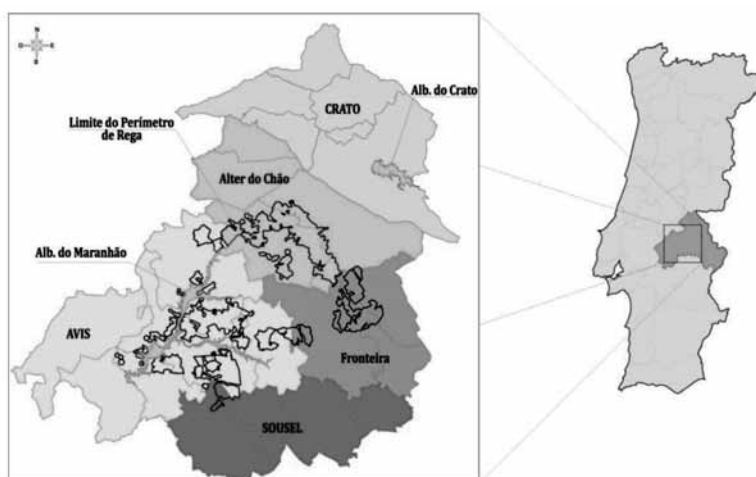 N
S
CRATO
Alb. do Crato
Limite do Perímetro
de Rega
Alter do Chão
Alb. do Maranhão
AVIS
Fronteira
SOUSEL